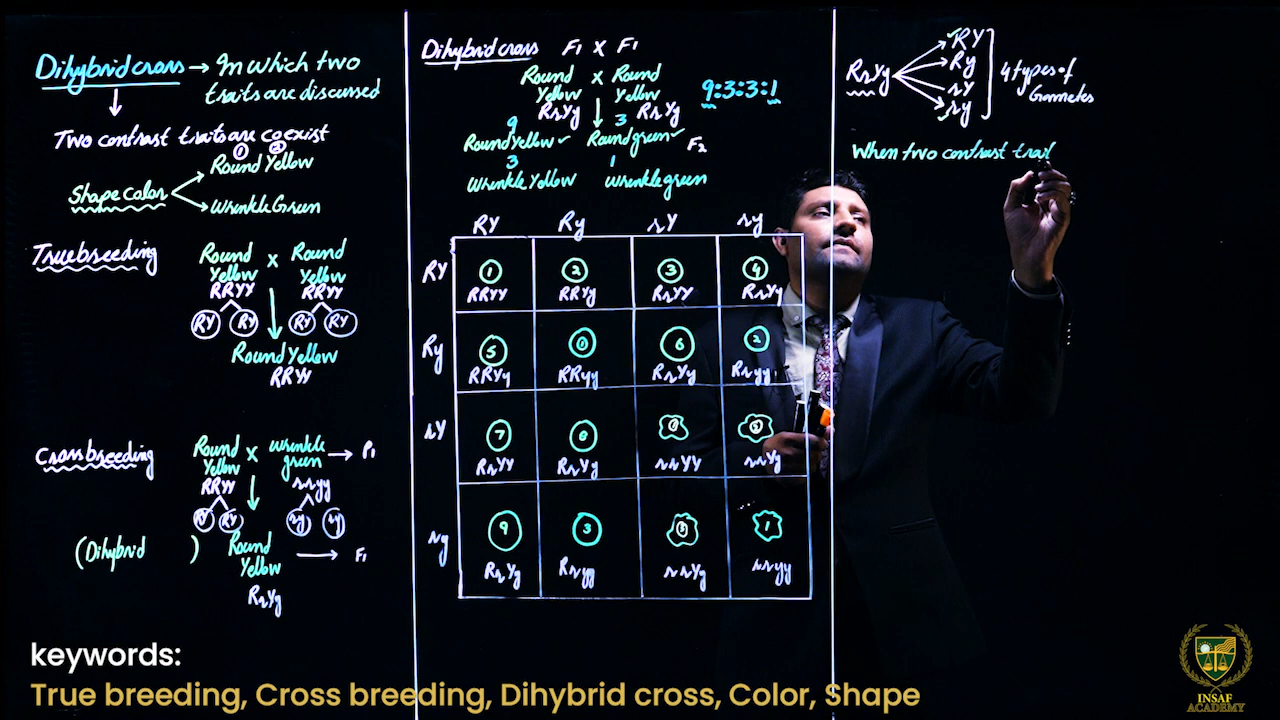 Dihybrid cross → In which two
traits are discussed
Two contrast traits are coexist
① ②
Round Yellow
Shape color
Wrinkle Green
True breeding
Round × Round
Yellow Yellow
RRYY RRYY
RY RY RY RY
Round Yellow
RRYY
Cross breeding
Round × Wrinkle → P1
Yellow green
RRYY rryy
RY RY ry ry
(Dihybrid ) Round → F1
Yellow
RrYy
Dihybrid cross F1 × F1
Round × Round
Yellow Yellow
RrYy RrYy
9:3:3:1
9 3
Round Yellow ✓ Round green ✓ F2
3 1
Wrinkle Yellow Wrinkle green
RY Ry rY ry
RY ① ② ③ ④
RRYY RRYy RrYY RrYy
Ry ⑤ ① ⑥ ②
RRYy RRyy RrYy Rryy
rY ⑦ ⑧
RrYY RrYy rrYY rrYy
ry ⑨ ③ ③ 1
RrYy Rryy rrYy rryy
RrYy
RY
Ry
rY
ry
4 types of
Gametes
When two contrast trait
keywords:
True breeding, Cross breeding, Dihybrid cross, Color, Shape
INSAF
ACADEMY